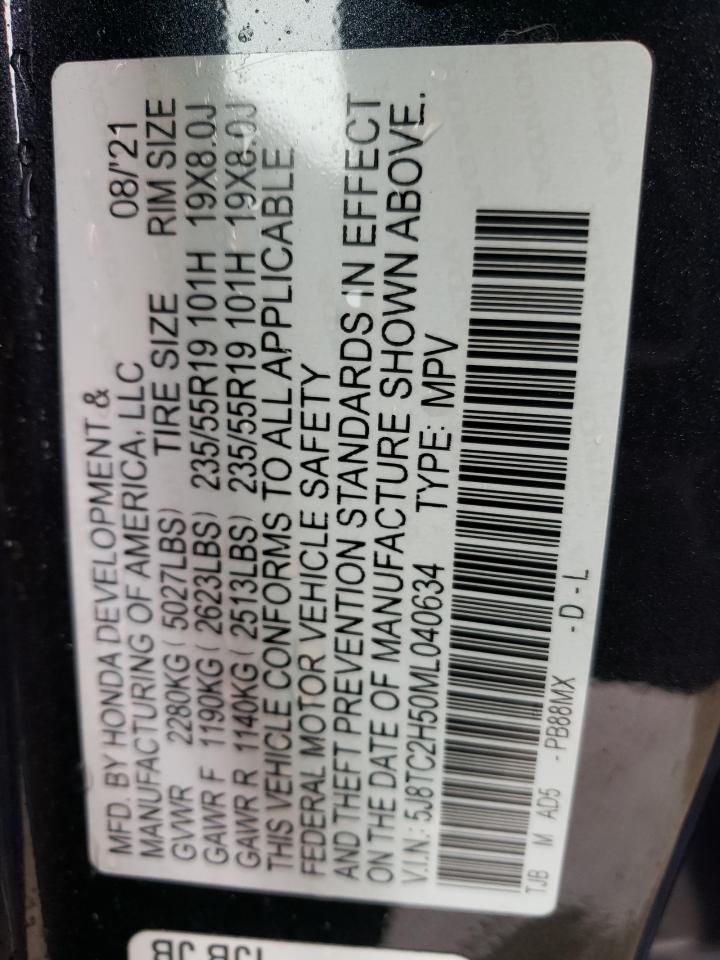 MFD. BY HONDA DEVELOPMENT & 08/'21
MANUFACTURING OF AMERICA, LLC
GVWR 2280KG ( 5027LBS) TIRE SIZE RIM SIZE
GAWR F 1190KG ( 2623LBS) 235/55R19 101H 19X8.0J
GAWR R 1140KG ( 2513LBS) 235/55R19 101H 19X8.0J
THIS VEHICLE CONFORMS TO ALL APPLICABLE
FEDERAL MOTOR VEHICLE SAFETY
AND THEFT PREVENTION STANDARDS IN EFFECT
ON THE DATE OF MANUFACTURE SHOWN ABOVE.
V.I.N.: 5J8TC2H50ML040634 TYPE: MPV
TJB M AD5 -PB88MX - D - L